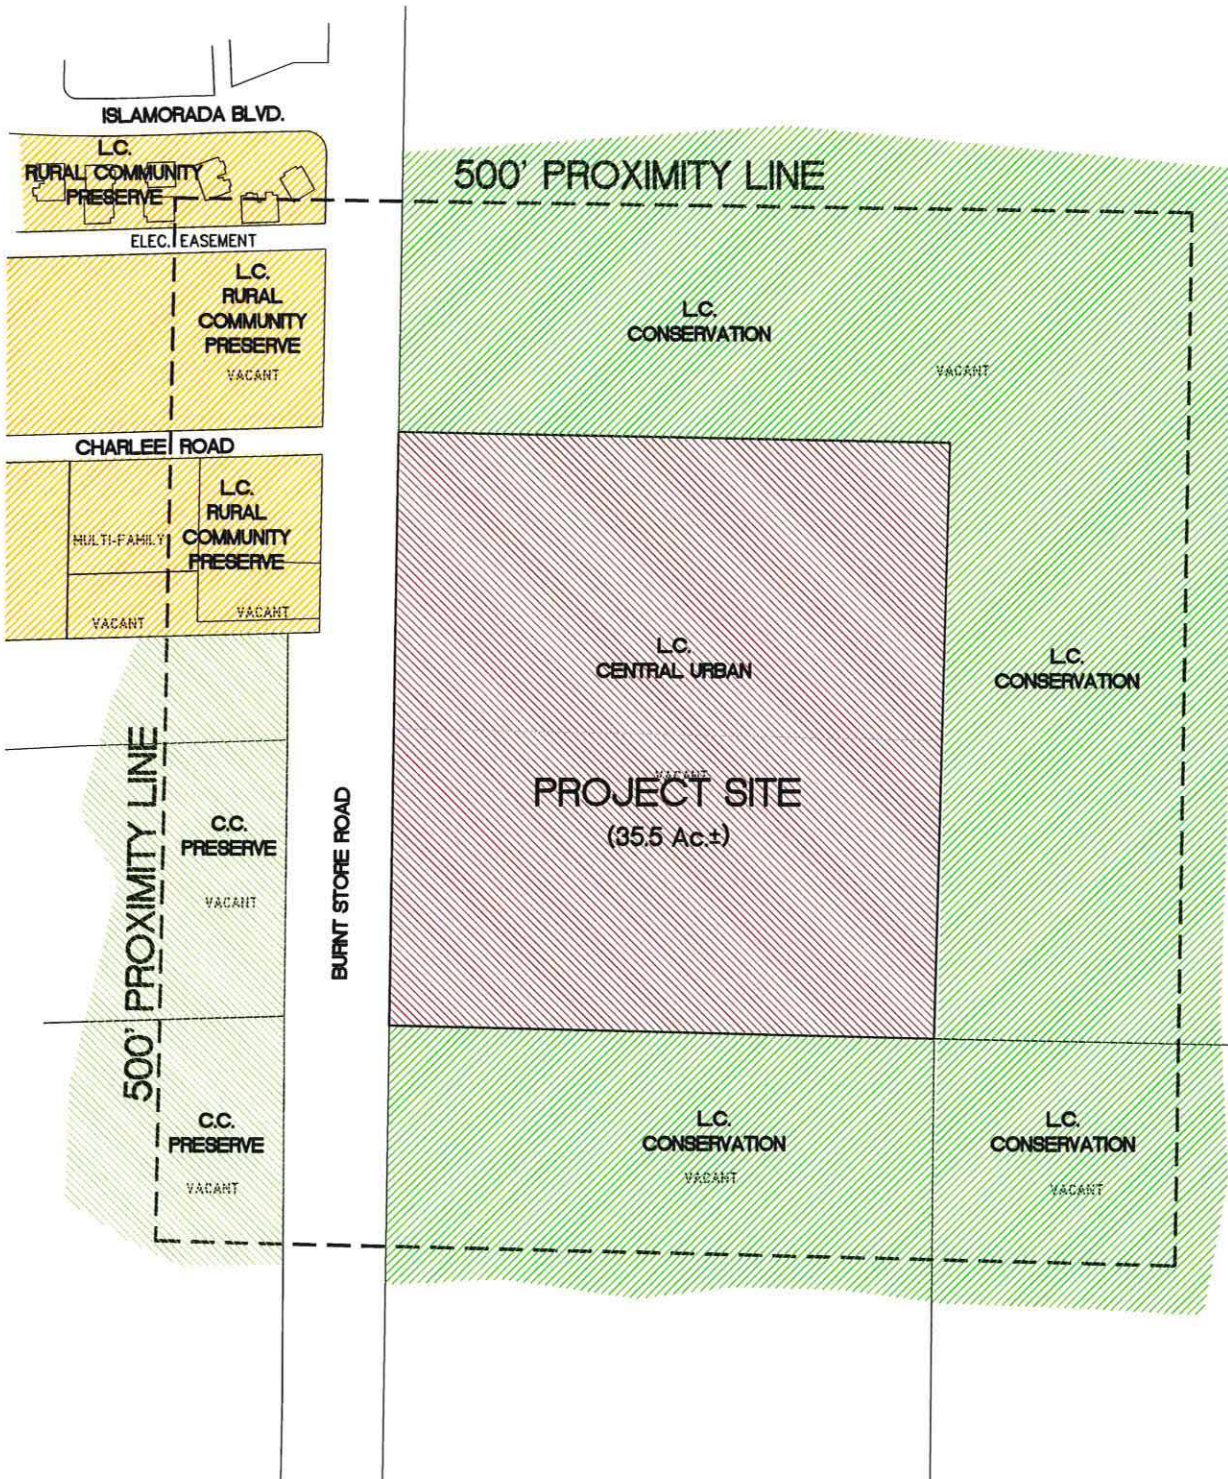 ISLAMORADA BLVD.
L.C.
RURAL COMMUNITY
PRESERVE
500' PROXIMITY LINE
ELEC. EASEMENT
L.C.
RURAL
COMMUNITY
PRESERVE
VACANT
L.C.
CONSERVATION
VACANT
CHARLEE ROAD
L.C.
RURAL
COMMUNITY
PRESERVE
MULTI-FAMILY
VACANT
VACANT
L.C.
CENTRAL URBAN
L.C.
CONSERVATION
VACANT
PROJECT SITE
(35.5 Ac.±)
500' PROXIMITY LINE
C.C.
PRESERVE
VACANT
BURNT STORE ROAD
C.C.
PRESERVE
VACANT
L.C.
CONSERVATION
VACANT
L.C.
CONSERVATION
VACANT